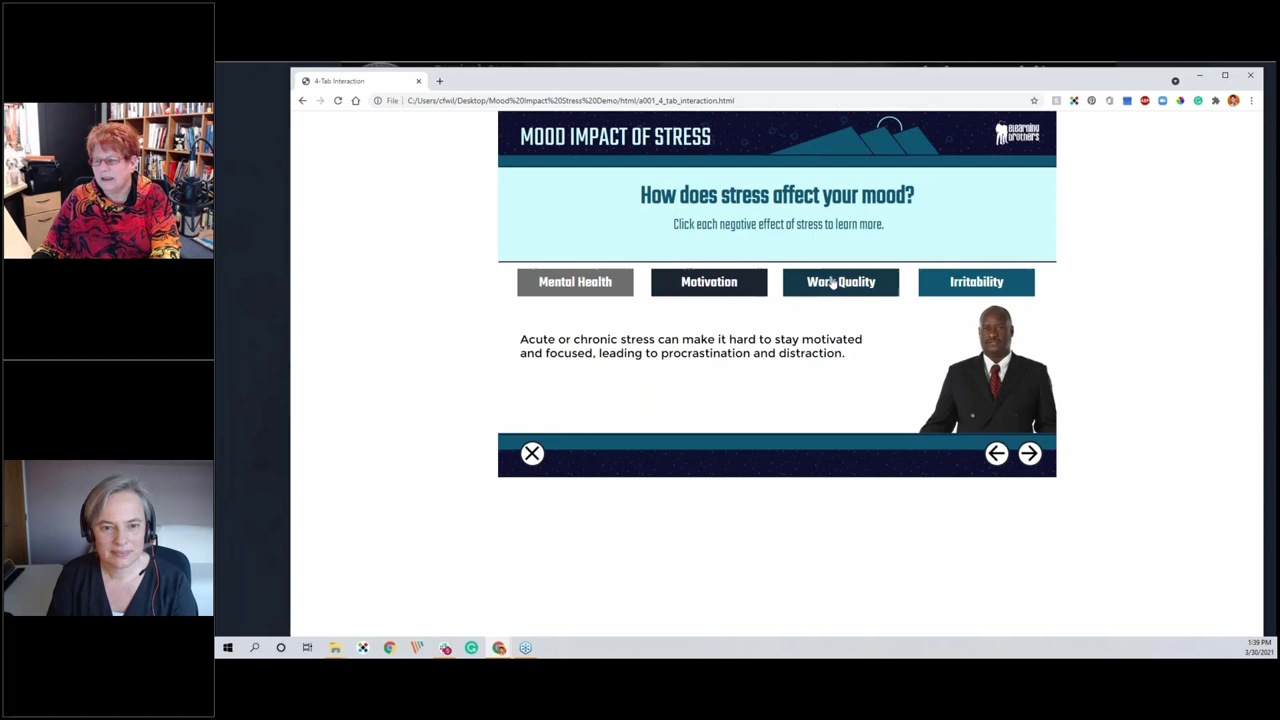 4-Tab Interaction
File
C:/Users/cfwil/Desktop/Mood%20Impact%20Stress%20Demo/html/a001_4_tab_interaction.html
MOOD IMPACT OF STRESS
eLearning
Brothers
How does stress affect your mood?
Click each negative effect of stress to learn more.
Mental Health
Motivation
Work Quality
Irritability
Acute or chronic stress can make it hard to stay motivated
and focused, leading to procrastination and distraction.
1:39 PM
3/30/2021